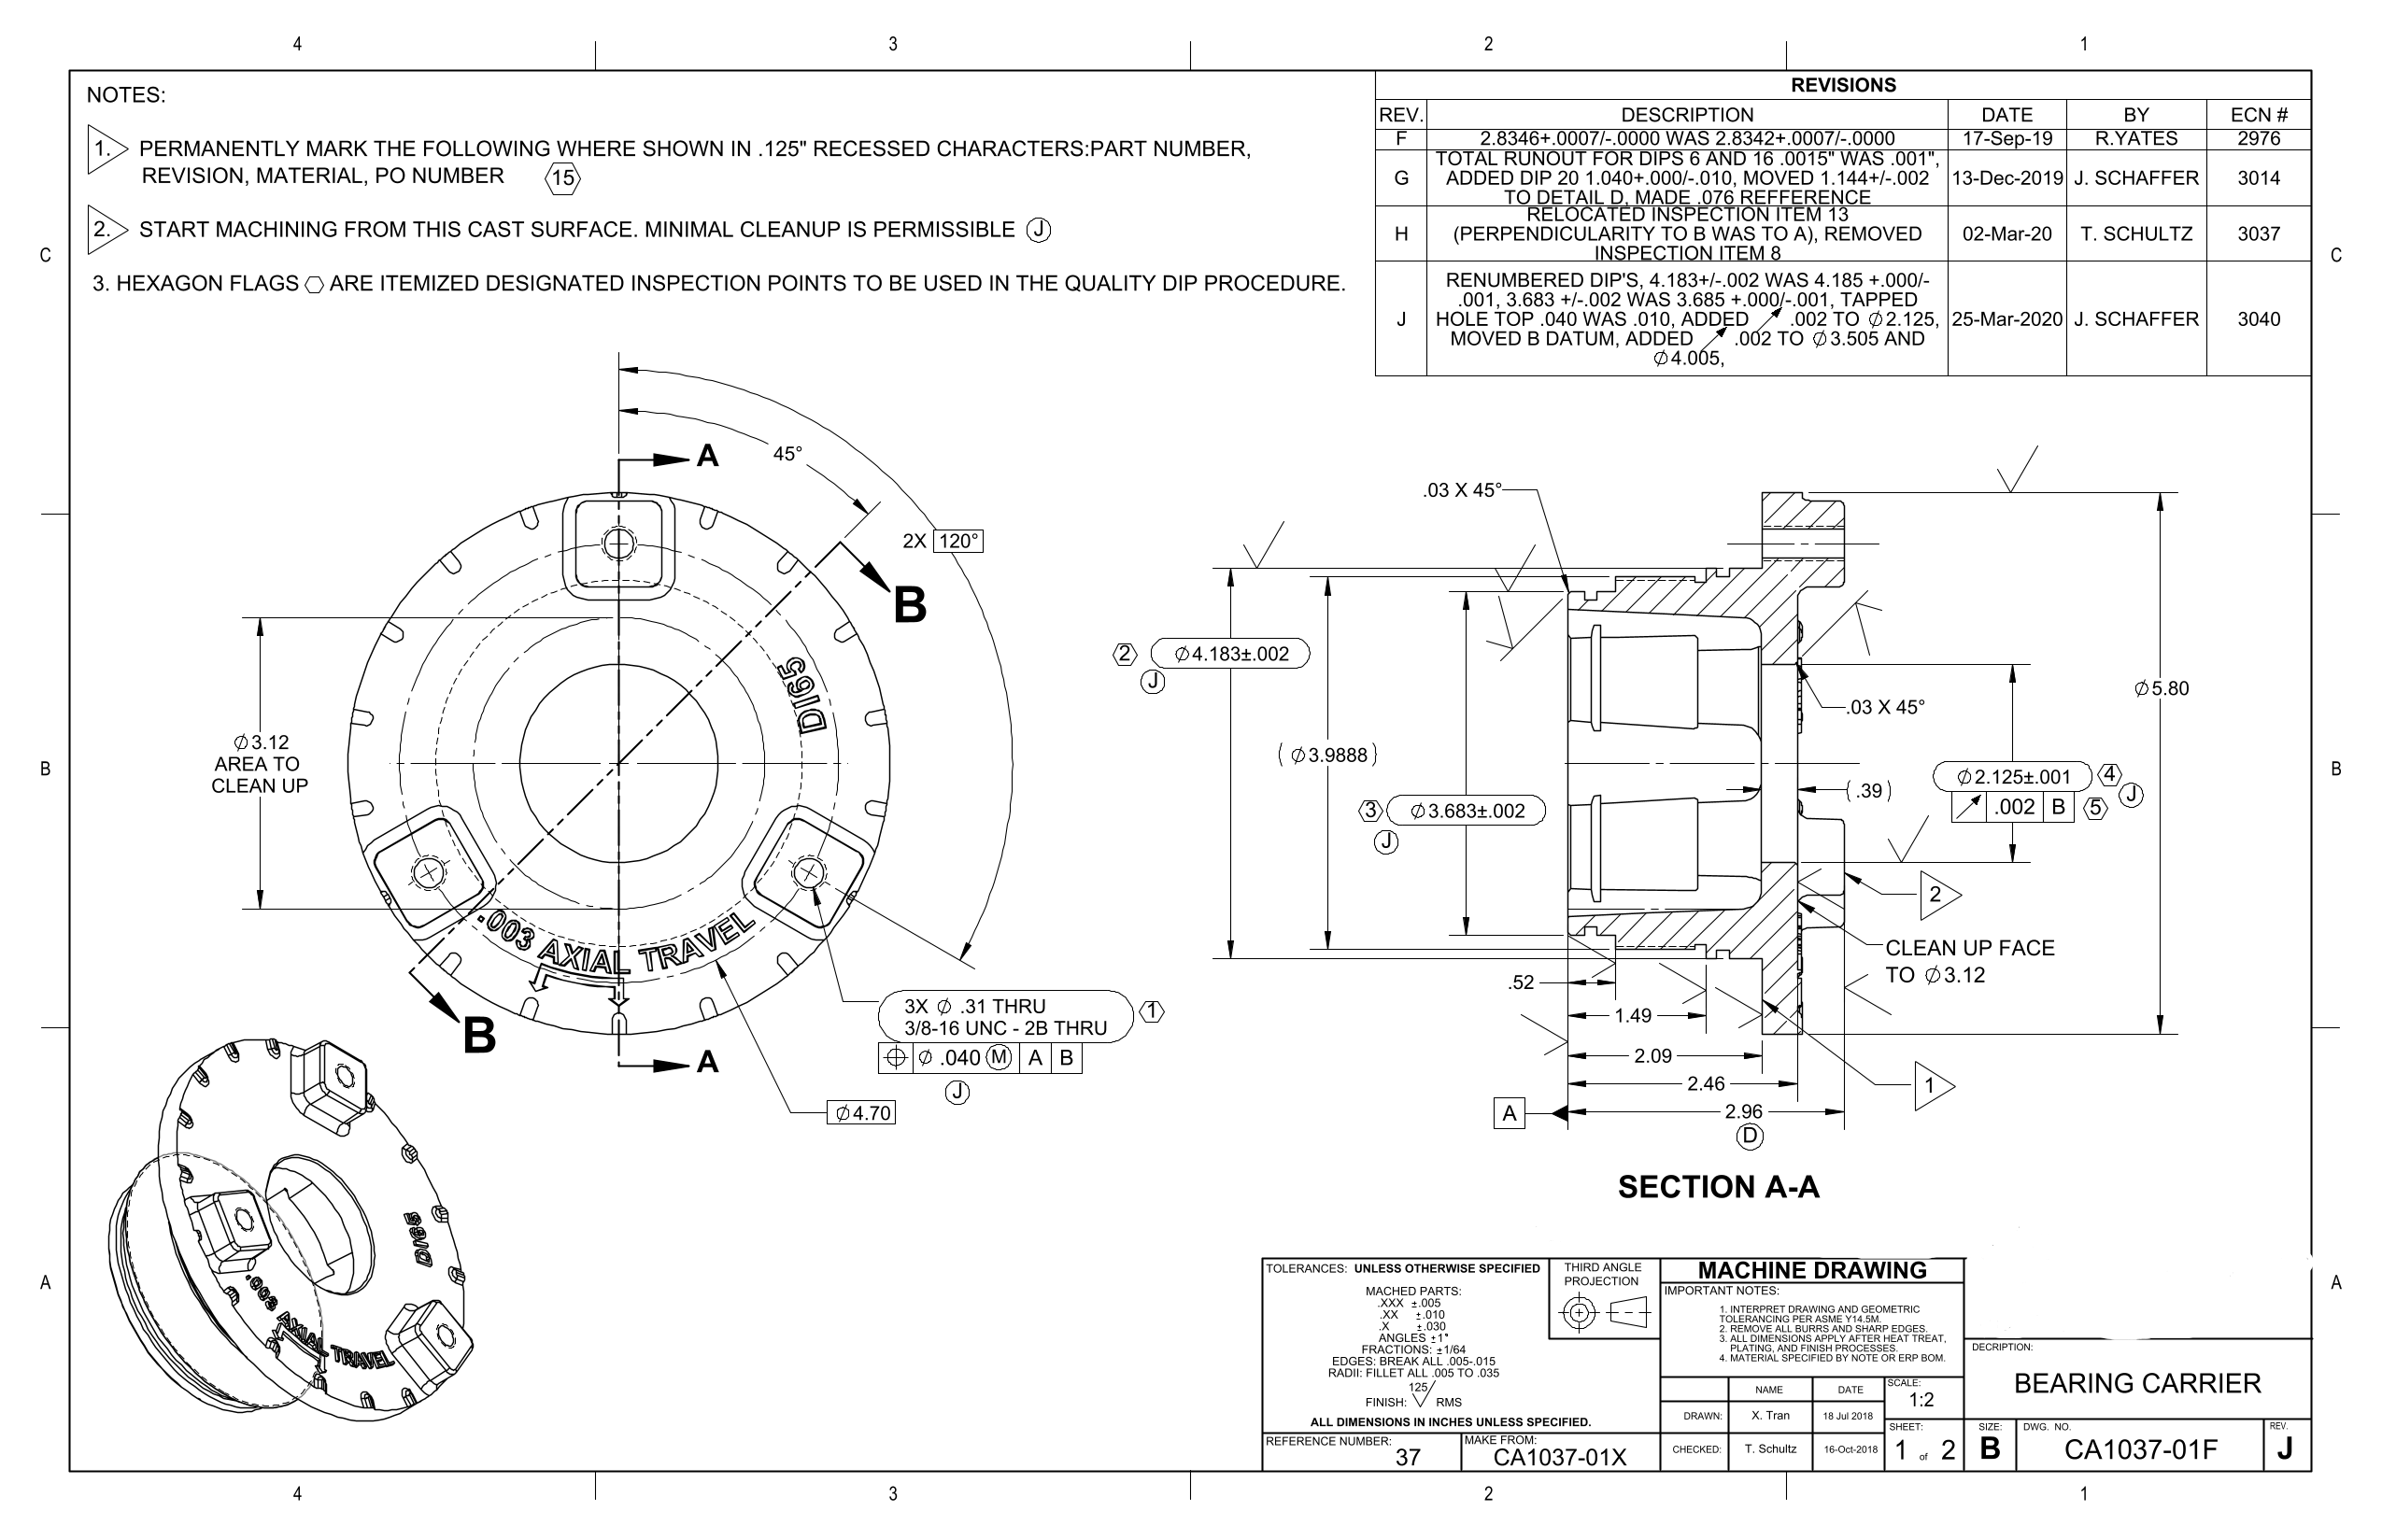 4
3
2
1
NOTES:
1. PERMANENTLY MARK THE FOLLOWING WHERE SHOWN IN .125" RECESSED CHARACTERS:PART NUMBER,
REVISION, MATERIAL, PO NUMBER 15
2. START MACHINING FROM THIS CAST SURFACE. MINIMAL CLEANUP IS PERMISSIBLE J
3. HEXAGON FLAGS ARE ITEMIZED DESIGNATED INSPECTION POINTS TO BE USED IN THE QUALITY DIP PROCEDURE.
REVISIONS
REV. DESCRIPTION DATE BY ECN #
F 2.8346+.0007/-.0000 WAS 2.8342+.0007/-.0000 17-Sep-19 R.YATES 2976
TOTAL RUNOUT FOR DIPS 6 AND 16 .0015" WAS .001",
G ADDED DIP 20 1.040+.000/-.010, MOVED 1.144+/-.002 13-Dec-2019 J. SCHAFFER 3014
TO DETAIL D, MADE .076 REFFERENCE
RELOCATED INSPECTION ITEM 13
H (PERPENDICULARITY TO B WAS TO A), REMOVED 02-Mar-20 T. SCHULTZ 3037
INSPECTION ITEM 8
RENUMBERED DIP'S, 4.183+/-.002 WAS 4.185 +.000/-
.001, 3.683 +/-.002 WAS 3.685 +.000/-.001, TAPPED
J HOLE TOP .040 WAS .010, ADDED .002 TO ⌀2.125, 25-Mar-2020 J. SCHAFFER 3040
MOVED B DATUM, ADDED .002 TO ⌀3.505 AND
⌀4.005,
C
C
B
B
A
A
45°
A
2X 120°
B
DI65
⌀3.12
AREA TO
CLEAN UP
.003 AXIAL TRAVEL
B
A
3X ⌀ .31 THRU
3/8-16 UNC - 2B THRU
1
⌖ ⌀ .040 Ⓜ A B
J
⌀4.70
DI65
.003 AXIAL TRAVEL
.03 X 45°
2 ⌀4.183±.002
J
(⌀3.9888)
3 ⌀3.683±.002
J
.03 X 45°
⌀5.80
⌀2.125±.001 4
.002 B 5 J
(.39)
2
CLEAN UP FACE
TO ⌀3.12
.52
1.49
2.09
2.46
2.96
D
1
A
SECTION A-A
TOLERANCES: UNLESS OTHERWISE SPECIFIED
MACHED PARTS:
.XXX ±.005
.XX ±.010
.X ±.030
ANGLES ±1°
FRACTIONS: ±1/64
EDGES: BREAK ALL .005-.015
RADII: FILLET ALL .005 TO .035
125
FINISH: RMS
ALL DIMENSIONS IN INCHES UNLESS SPECIFIED.
REFERENCE NUMBER:
37
MAKE FROM:
CA1037-01X
THIRD ANGLE
PROJECTION
MACHINE DRAWING
IMPORTANT NOTES:
1. INTERPRET DRAWING AND GEOMETRIC
TOLERANCING PER ASME Y14.5M.
2. REMOVE ALL BURRS AND SHARP EDGES.
3. ALL DIMENSIONS APPLY AFTER HEAT TREAT,
PLATING, AND FINISH PROCESSES.
4. MATERIAL SPECIFIED BY NOTE OR ERP BOM.
NAME DATE
DRAWN: X. Tran 18 Jul 2018
CHECKED: T. Schultz 16-Oct-2018
SCALE:
1:2
SHEET:
1 of 2
DECRIPTION:
BEARING CARRIER
SIZE:
B
DWG. NO.
CA1037-01F
REV.
J
4
3
2
1